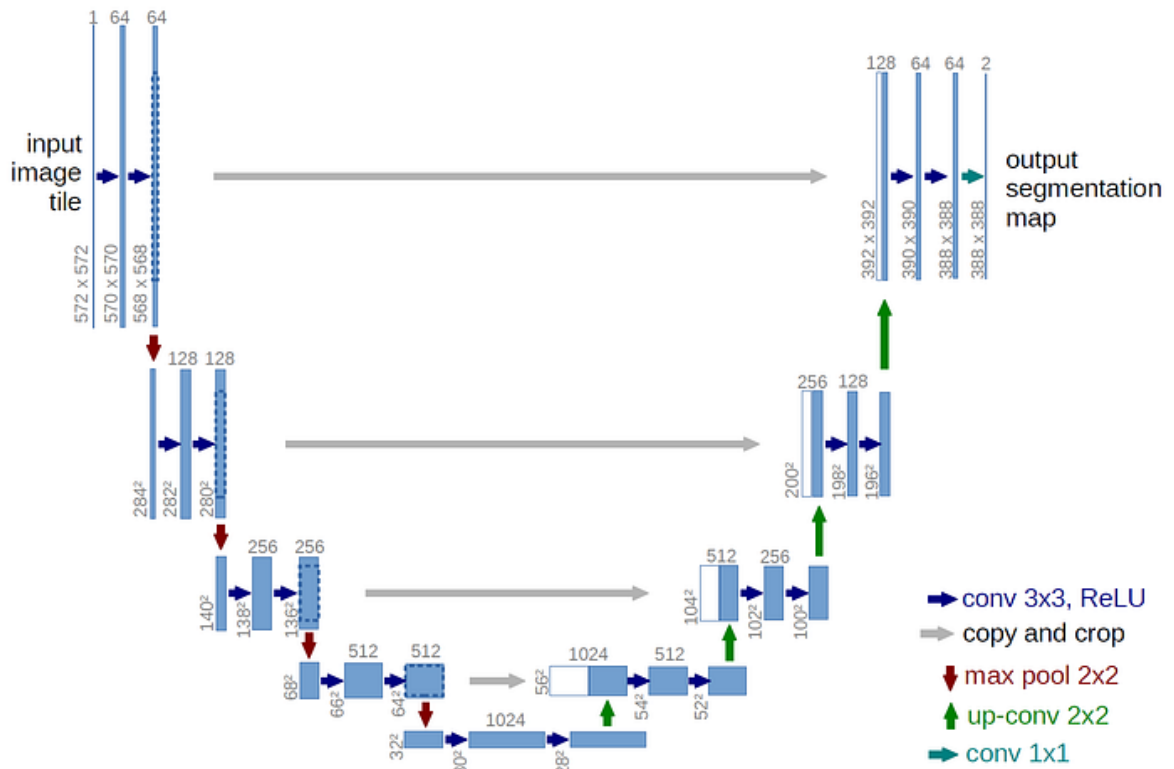 1 64 64
128 64 64 2
input
image
tile
output
segmentation
map
572 x 572
570 x 570
568 x 568
392 x 392
390 x 390
388 x 388
388 x 388
128 128
256 128
284²
282²
280²
200²
198²
196²
256 256
512 256
140²
138²
136²
104²
102²
100²
512 512
1024 512
68²
66²
64²
56²
54²
52²
1024
32²
conv 3x3, ReLU
copy and crop
max pool 2x2
up-conv 2x2
conv 1x1